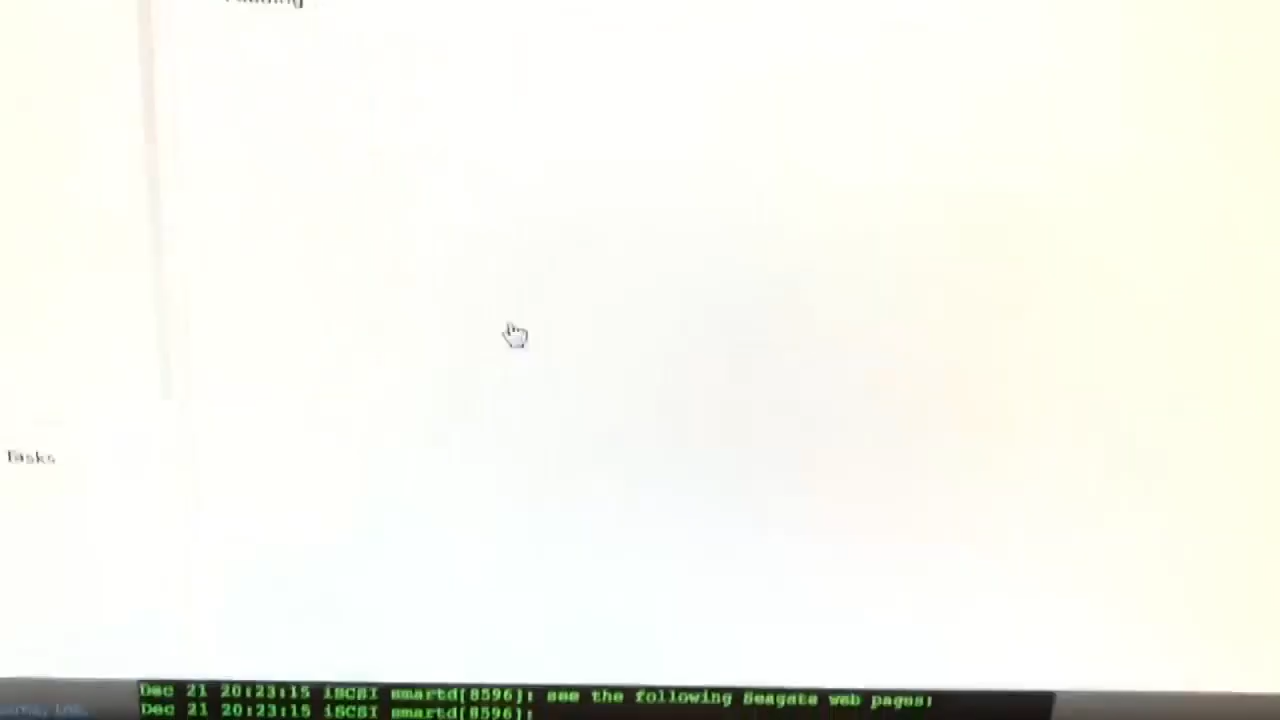 Tasks
Dec 21 20:23:15 iSCSI smartd[8596]: see the following Seagate web pages:
Dec 21 20:23:15 iSCSI smartd[8596]: